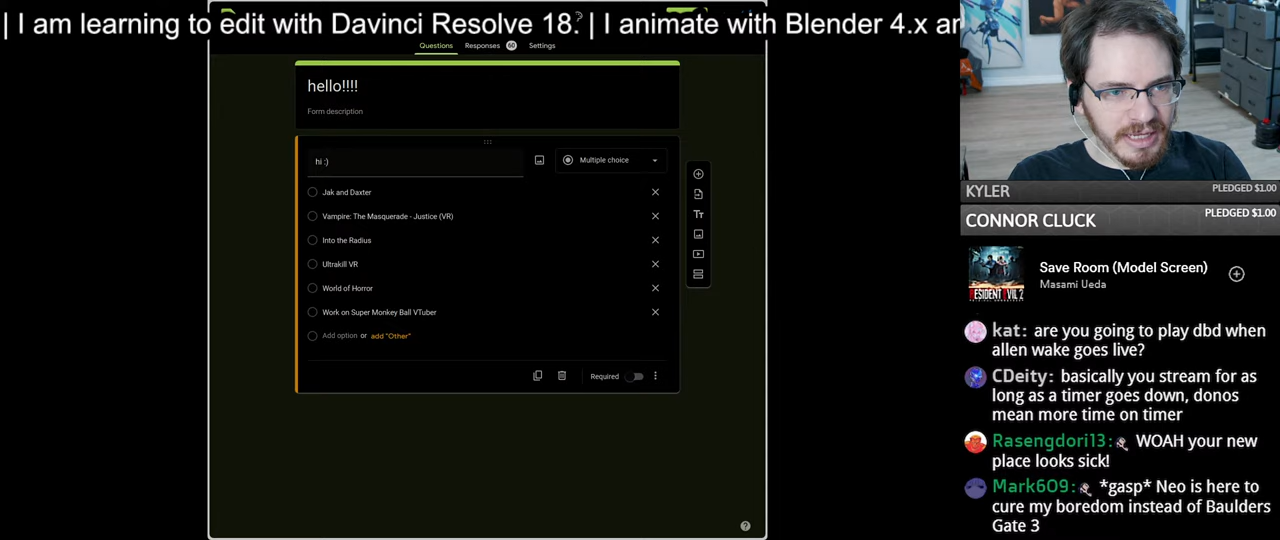 | I am learning to edit with Davinci Resolve 18. | I animate with Blender 4.x ar
Questions Responses 60 Settings
hello!!!!
Form description
hi :)
Multiple choice
Jak and Daxter
Vampire: The Masquerade - Justice (VR)
Into the Radius
Ultrakill VR
World of Horror
Work on Super Monkey Ball VTuber
Add option or add "Other"
Required
KYLER PLEDGED $1.00
CONNOR CLUCK PLEDGED $1.00
Save Room (Model Screen)
Masami Ueda
RESIDENT EVIL 2
kat: are you going to play dbd when
allen wake goes live?
CDeity: basically you stream for as
long as a timer goes down, donos
mean more time on timer
Rasengdori13: WOAH your new
place looks sick!
Mark609: *gasp* Neo is here to
cure my boredom instead of Baulders
Gate 3